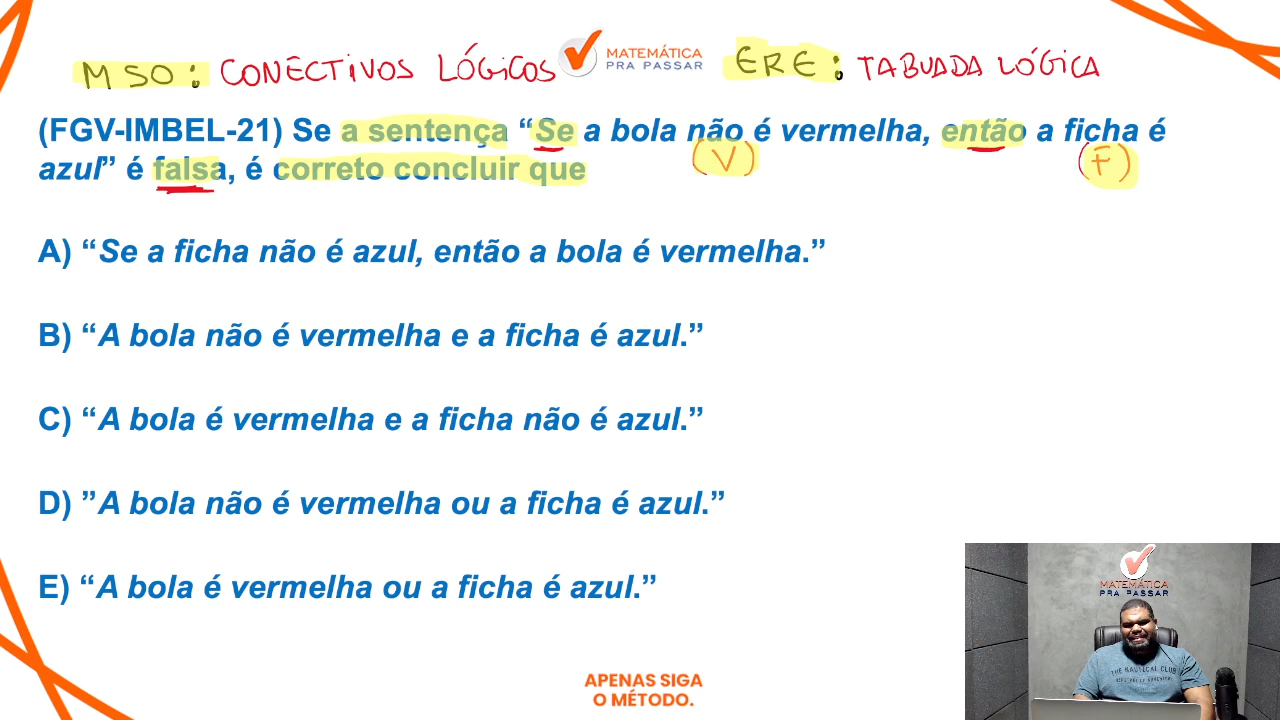 MSO: CONECTIVOS LÓGICOS
MATEMÁTICA
PRA PASSAR
ERE: TABUADA LÓGICA
(FGV-IMBEL-21) Se a sentença “Se a bola não é vermelha, então a ficha é
azul” é falsa, é correto concluir que
(V)
(F)
A) “Se a ficha não é azul, então a bola é vermelha.”
B) “A bola não é vermelha e a ficha é azul.”
C) “A bola é vermelha e a ficha não é azul.”
D) ”A bola não é vermelha ou a ficha é azul.”
E) “A bola é vermelha ou a ficha é azul.”
MATEMÁTICA
PRA PASSAR
THE NAUTICAL CLUB
APENAS SIGA
O MÉTODO.